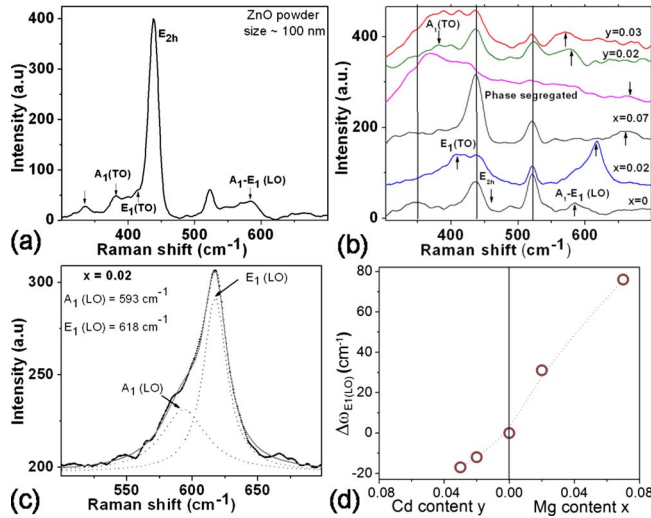 400
300
200
100
0
Intensity (a.u)
ZnO powder
size ~ 100 nm
E2h
A1(TO)
E1(TO)
A1-E1 (LO)
400 500 600
Raman shift (cm-1)
(a)
400
200
0
Intensity (a.u.)
A1(TO)
y=0.03
y=0.02
Phase segregated
x=0.07
E1(TO)
x=0.02
E2h
A1-E1 (LO)
x=0
400 500 600
Raman shift (cm-1)
(b)
300
250
200
Intensity (a.u)
x = 0.02
A1 (LO) = 593 cm-1
E1 (LO) = 618 cm-1
E1 (LO)
A1 (LO)
550 600 650
Raman shift (cm-1)
(c)
80
60
40
20
0
-20
ΔωE1(LO) (cm-1)
0.08 0.04 0.00 0.04 0.08
Cd content y Mg content x
(d)